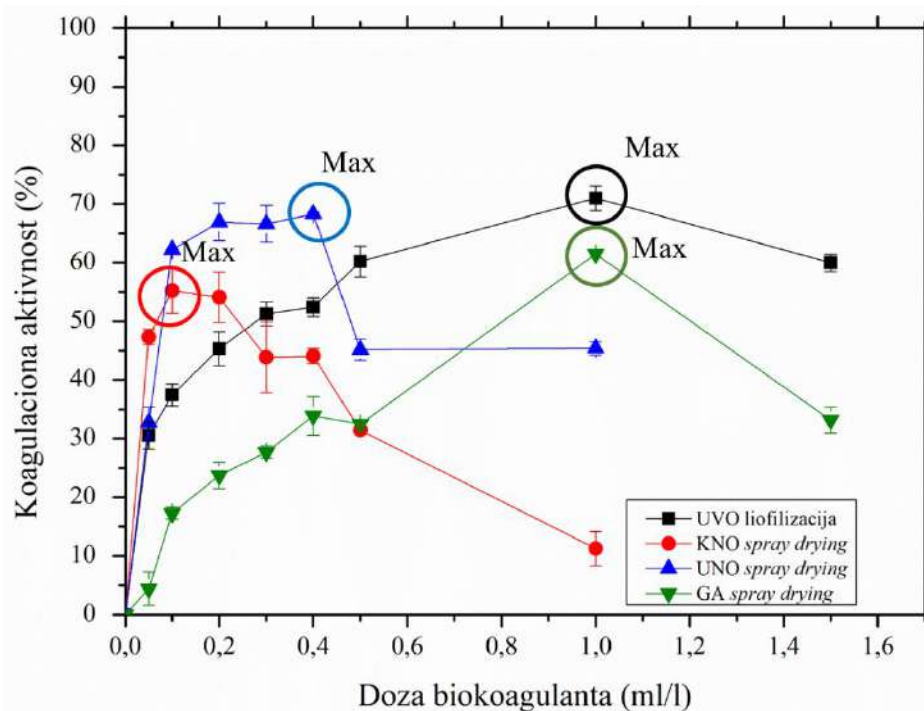 100
90
80
70
60
50
40
30
20
10
0
Koagulaciona aktivnost (%)
Max
Max
Max
Max
UVO liofilizacija
KNO spray drying
UNO spray drying
GA spray drying
0,0 0,2 0,4 0,6 0,8 1,0 1,2 1,4 1,6
Doza biokoagulanta (ml/l)